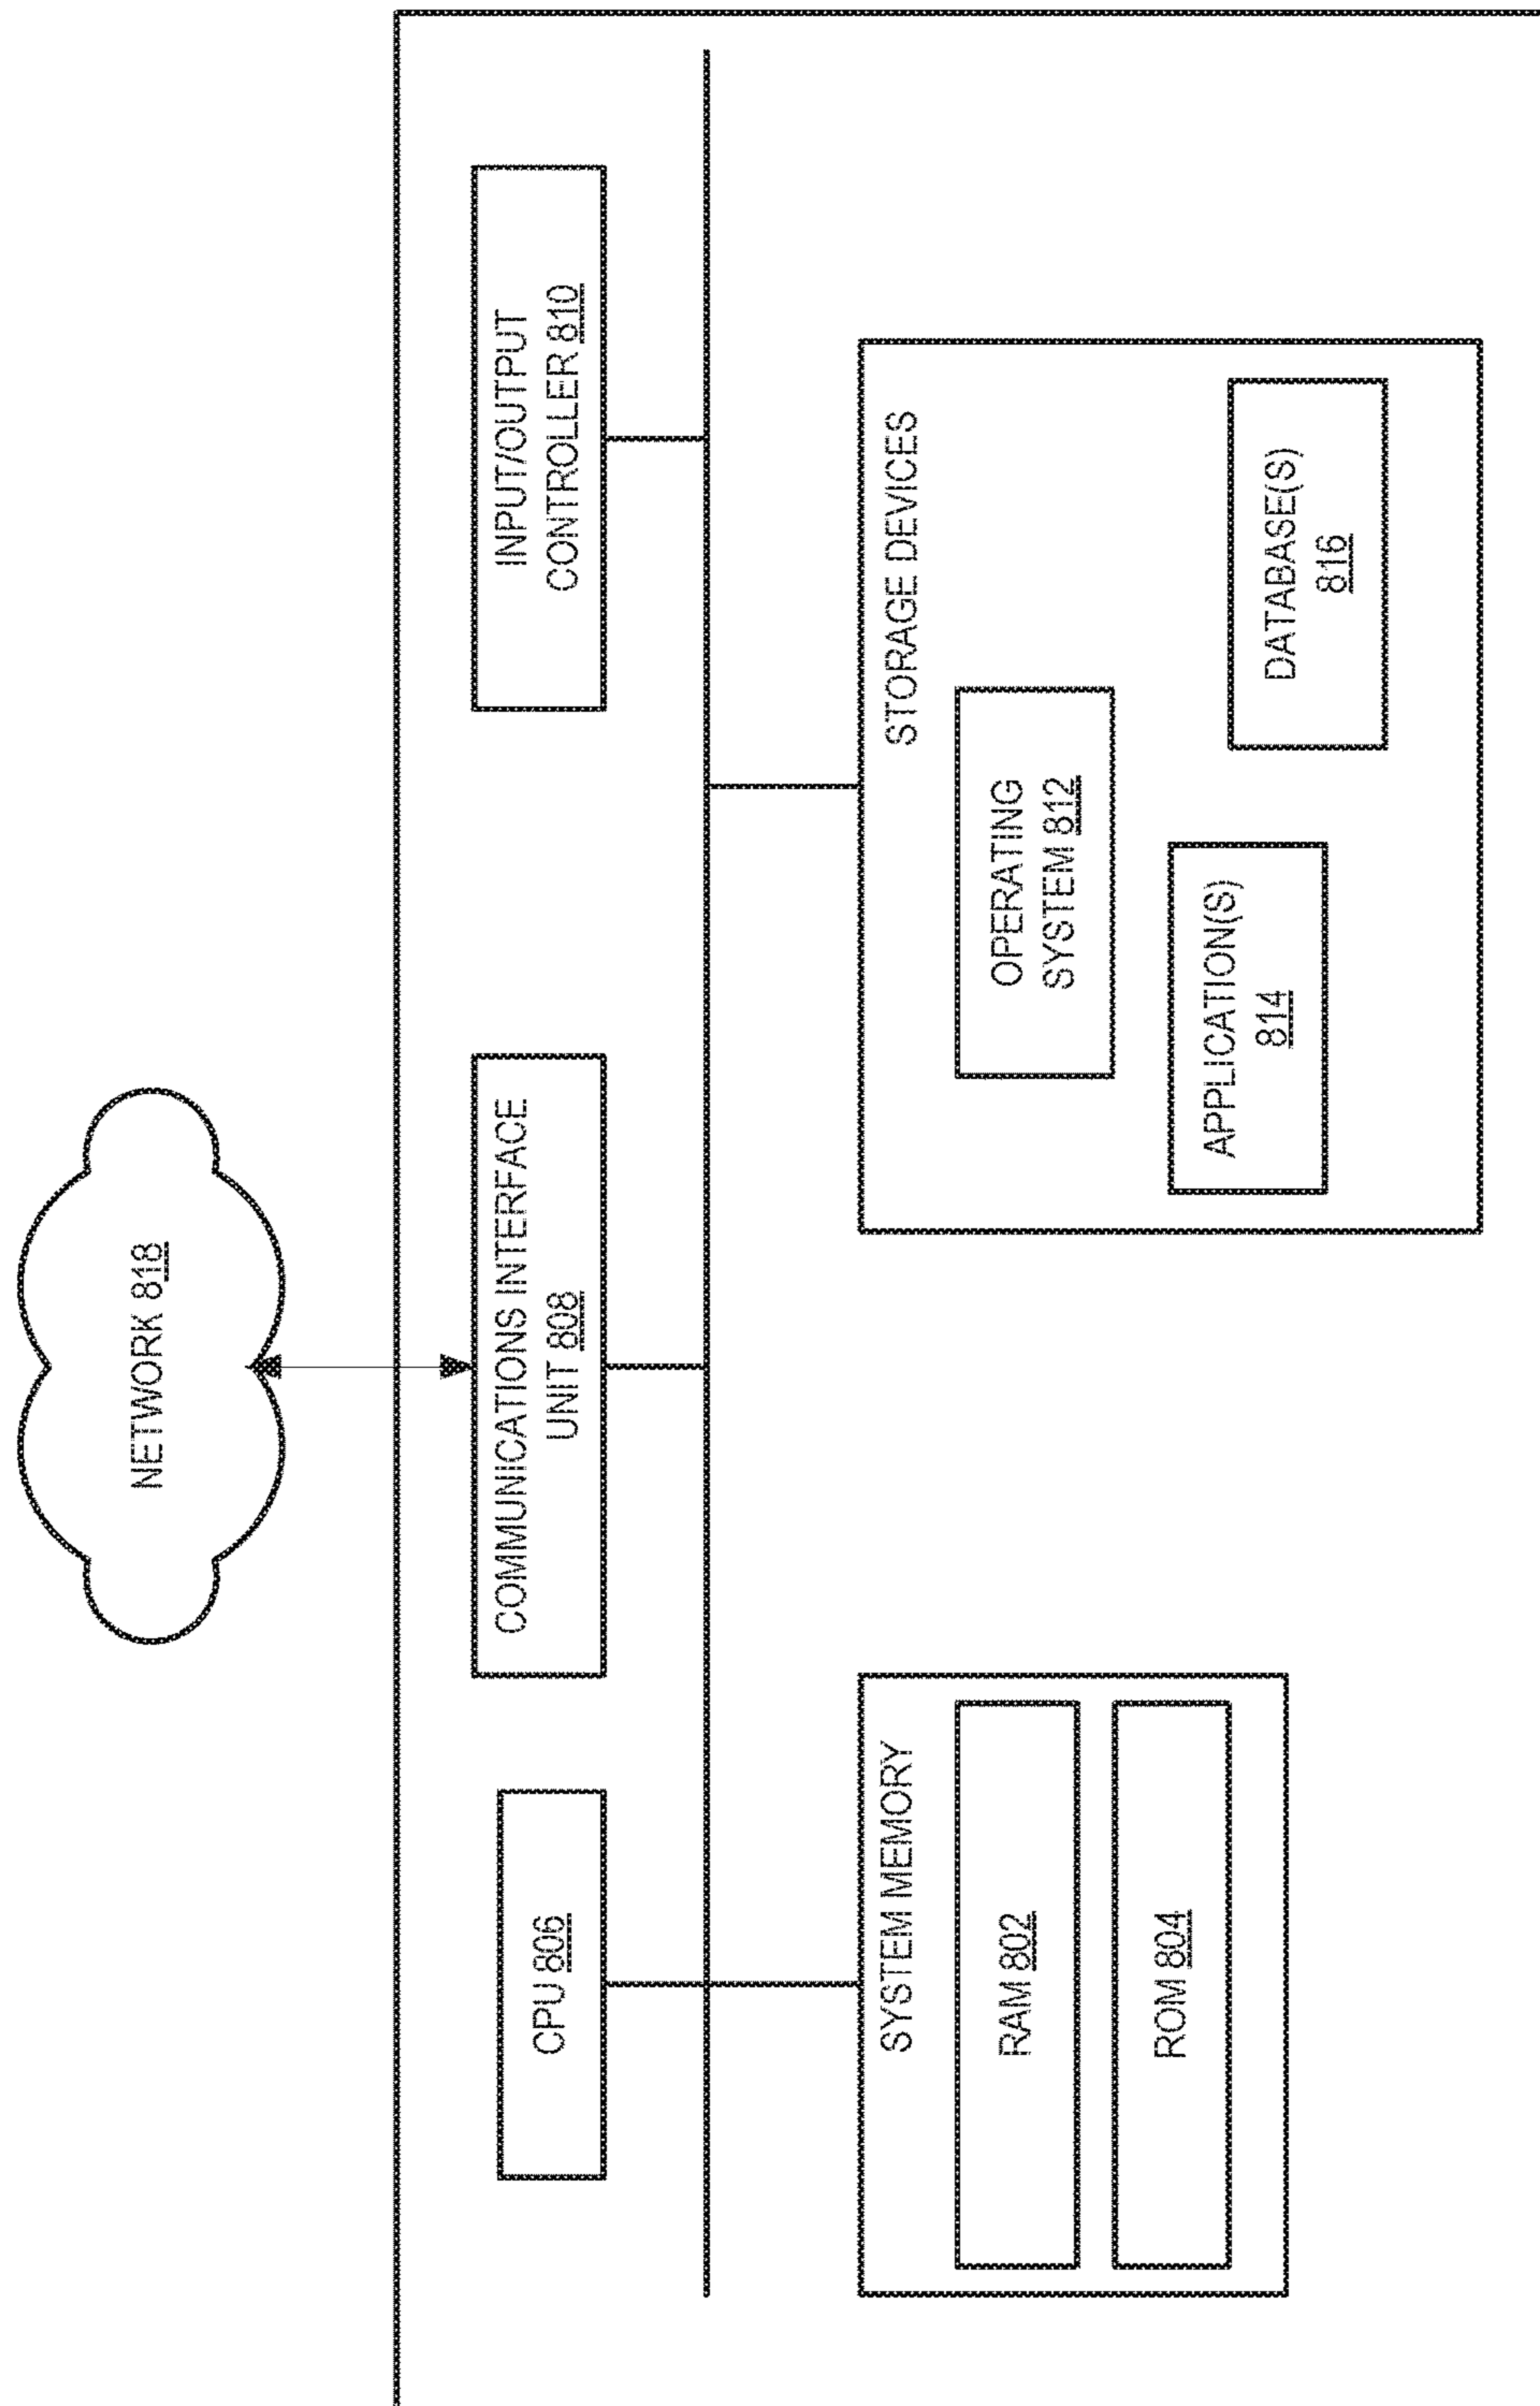 NETWORK 818
CPU 806
COMMUNICATIONS INTERFACE
UNIT 808
INPUT/OUTPUT
CONTROLLER 810
SYSTEM MEMORY
RAM 802
ROM 804
STORAGE DEVICES
OPERATING
SYSTEM 812
APPLICATION(S)
814
DATABASE(S)
816